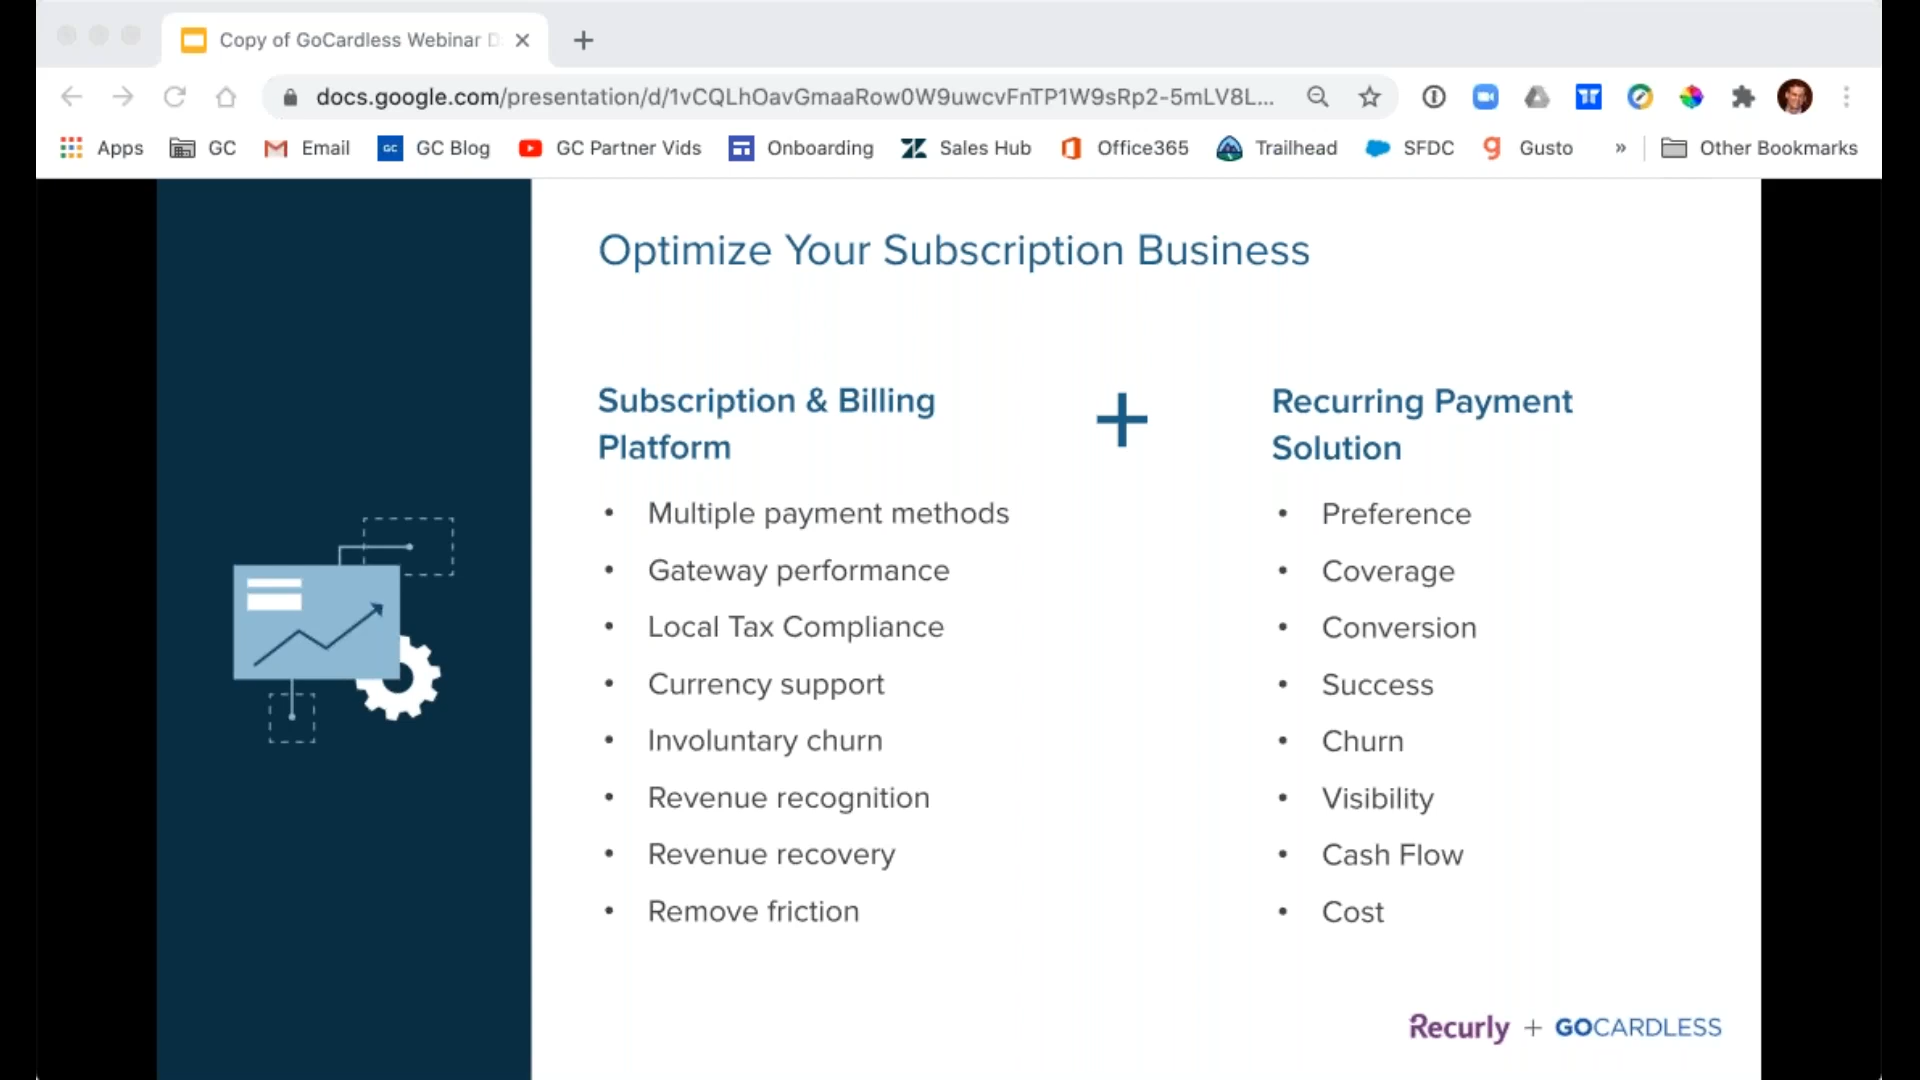 Copy of GoCardless Webinar
docs.google.com/presentation/d/1vCQLhOavGmaaRow0W9uwcvFnTP1W9sRp2-5mLV8L...
Apps GC Email GC GC Blog GC Partner Vids Onboarding Sales Hub Office365 Trailhead SFDC Gusto » Other Bookmarks
Optimize Your Subscription Business
Subscription & Billing
Platform
+
Recurring Payment
Solution
• Multiple payment methods
• Gateway performance
• Local Tax Compliance
• Currency support
• Involuntary churn
• Revenue recognition
• Revenue recovery
• Remove friction
• Preference
• Coverage
• Conversion
• Success
• Churn
• Visibility
• Cash Flow
• Cost
Recurly + GOCARDLESS